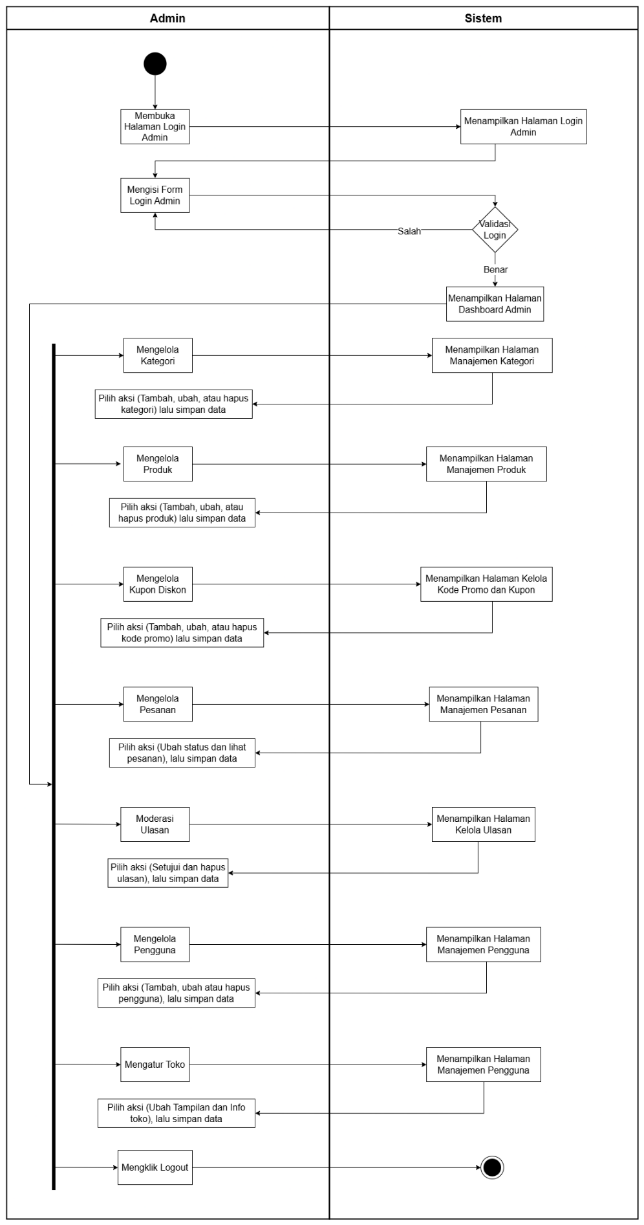 Admin
Sistem
Membuka
Halaman Login
Admin
Menampilkan Halaman Login
Admin
Mengisi Form
Login Admin
Validasi
Login
Salah
Benar
Menampilkan Halaman
Dashboard Admin
Mengelola
Kategori
Menampilkan Halaman
Manajemen Kategori
Pilih aksi (Tambah, ubah, atau hapus
kategori) lalu simpan data
Mengelola
Produk
Menampilkan Halaman
Manajemen Produk
Pilih aksi (Tambah, ubah, atau
hapus produk) lalu simpan data
Mengelola
Kupon Diskon
Menampilkan Halaman Kelola
Kode Promo dan Kupon
Pilih aksi (Tambah, ubah, atau hapus
kode promo) lalu simpan data
Mengelola
Pesanan
Menampilkan Halaman
Manajemen Pesanan
Pilih aksi (Ubah status dan lihat
pesanan), lalu simpan data
Moderasi
Ulasan
Menampilkan Halaman
Kelola Ulasan
Pilih aksi (Setujui dan hapus
ulasan), lalu simpan data
Mengelola
Pengguna
Menampilkan Halaman
Manajemen Pengguna
Pilih aksi (Tambah, ubah atau hapus
pengguna), lalu simpan data
Mengatur Toko
Menampilkan Halaman
Manajemen Pengguna
Pilih aksi (Ubah Tampilan dan Info
toko), lalu simpan data
Mengklik Logout